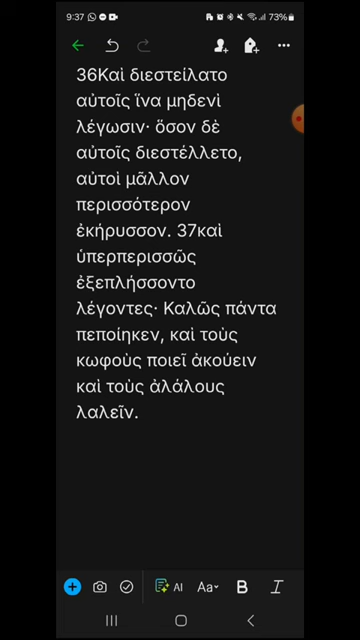 9:37
73%
36Καὶ διεστείλατο
αὐτοῖς ἵνα μηδενὶ
λέγωσιν· ὅσον δὲ
αὐτοῖς διεστέλλετο,
αὐτοὶ μᾶλλον
περισσότερον
ἐκήρυσσον. 37καὶ
ὑπερπερισσῶς
ἐξεπλήσσοντο
λέγοντες· Καλῶς πάντα
πεποίηκεν, καὶ τοὺς
κωφοὺς ποιεῖ ἀκούειν
καὶ τοὺς ἀλάλους
λαλεῖν.
AI Aa B I